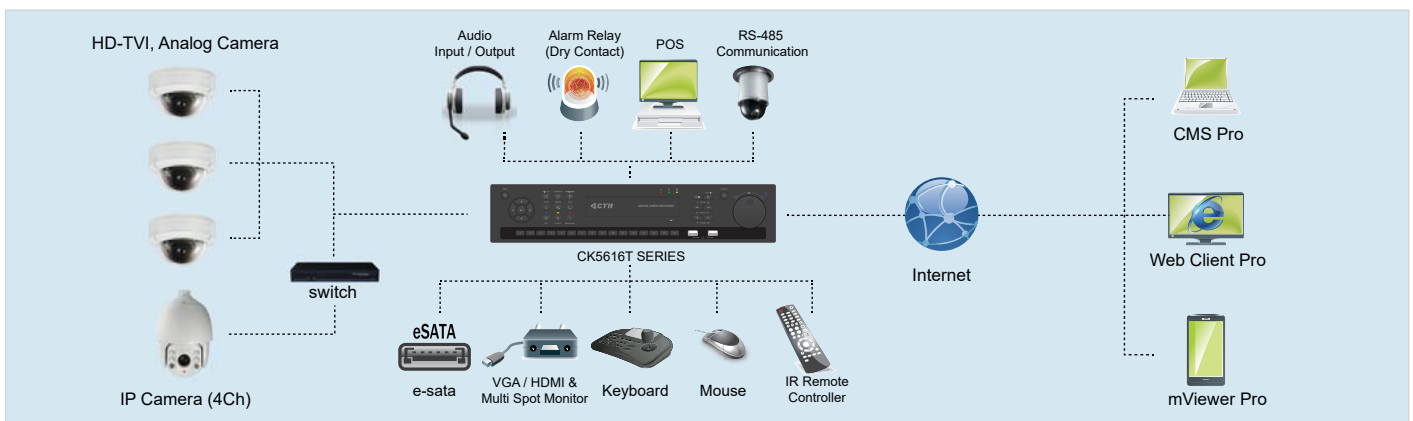 HD-TVI, Analog Camera
Audio
Input / Output
Alarm Relay
(Dry Contact)
POS
RS-485
Communication
CTR
CK5616T SERIES
switch
IP Camera (4Ch)
eSATA
e-sata
VGA / HDMI &
Multi Spot Monitor
Keyboard
Mouse
IR Remote
Controller
Internet
CMS Pro
Web Client Pro
mViewer Pro